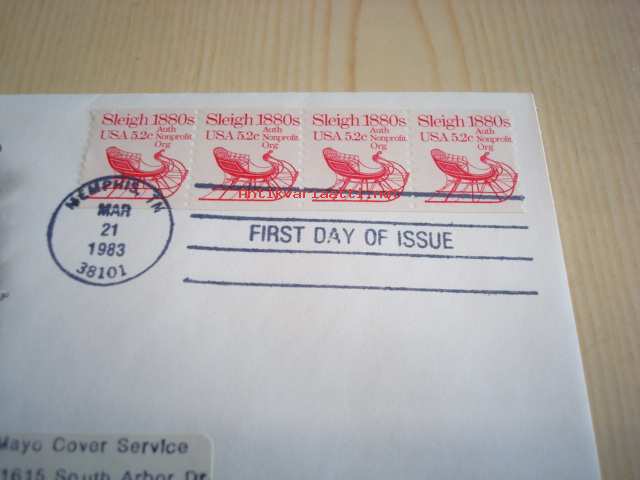 Sleigh 1880s
USA 5.2c Auth
Nonprofit
Org
Sleigh 1880s
USA 5.2c Auth
Nonprofit
Org
Sleigh 1880s
USA 5.2c Auth
Nonprofit
Org
Sleigh 1880s
USA 5.2c Auth
Nonprofit
Org
MEMPHIS, TN
MAR
21
1983
38101
FIRST DAY OF ISSUE
Mayo Cover Service
1615 South Arbor Dr